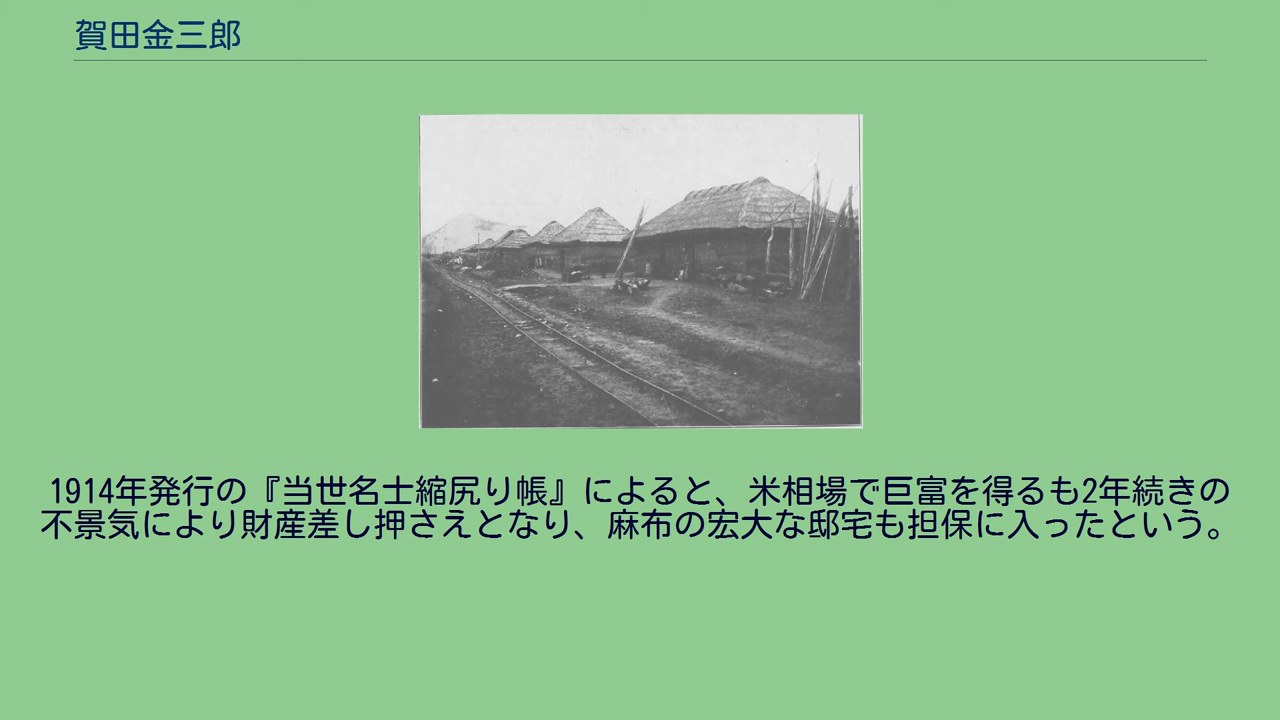 賀田金三郎
1914年発行の『当世名士縮尻り帳』によると、米相場で巨富を得るも2年続きの
不景気により財産差し押さえとなり、麻布の宏大な邸宅も担保に入ったという。